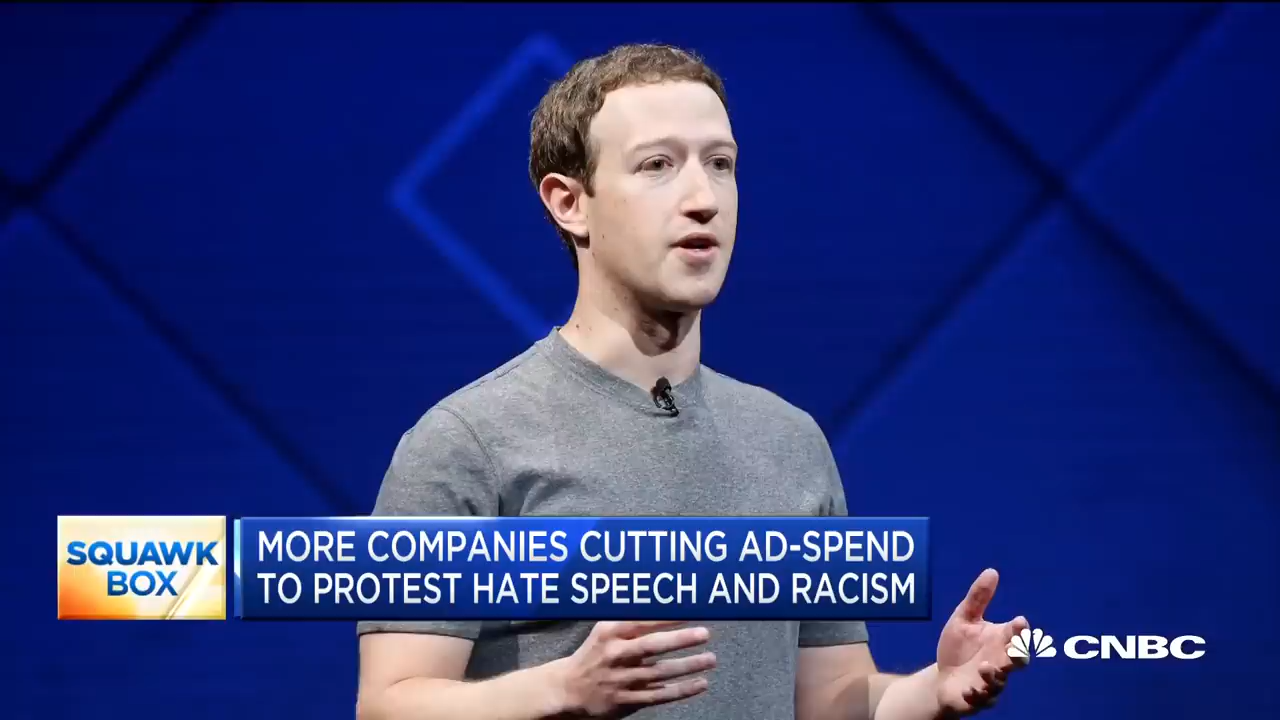 SQUAWK
BOX
MORE COMPANIES CUTTING AD-SPEND
TO PROTEST HATE SPEECH AND RACISM
CNBC